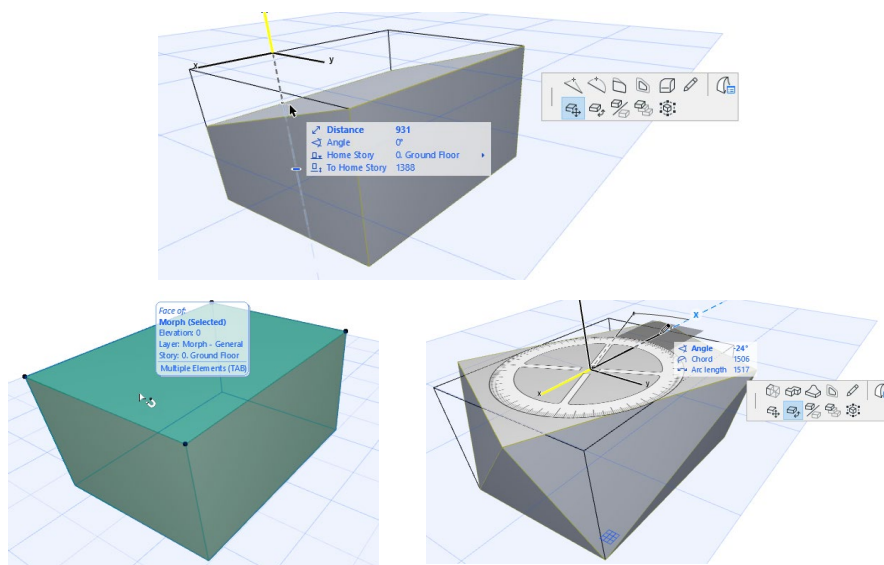 x
y
Distance 931
Angle 0°
Home Story 0. Ground Floor
To Home Story 1388
Face of:
Morph (Selected)
Elevation: 0
Layer: Morph - General
Story: 0. Ground Floor
Multiple Elements (TAB)
x
Angle -24°
Chord 1506
Arc length 1517
x
y